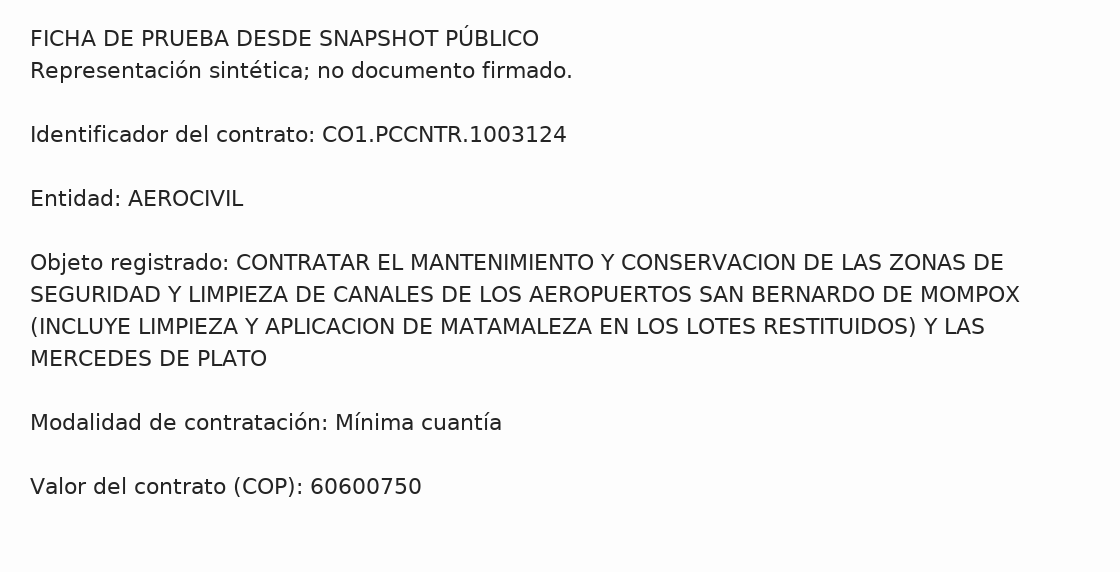 FICHA DE PRUEBA DESDE SNAPSHOT PÚBLICO
Representación sintética; no documento firmado.
Identificador del contrato: CO1.PCCNTR.1003124
Entidad: AEROCIVIL
Objeto registrado: CONTRATAR EL MANTENIMIENTO Y CONSERVACION DE LAS ZONAS DE
SEGURIDAD Y LIMPIEZA DE CANALES DE LOS AEROPUERTOS SAN BERNARDO DE MOMPOX
(INCLUYE LIMPIEZA Y APLICACION DE MATAMALEZA EN LOS LOTES RESTITUIDOS) Y LAS
MERCEDES DE PLATO
Modalidad de contratación: Mínima cuantía
Valor del contrato (COP): 60600750